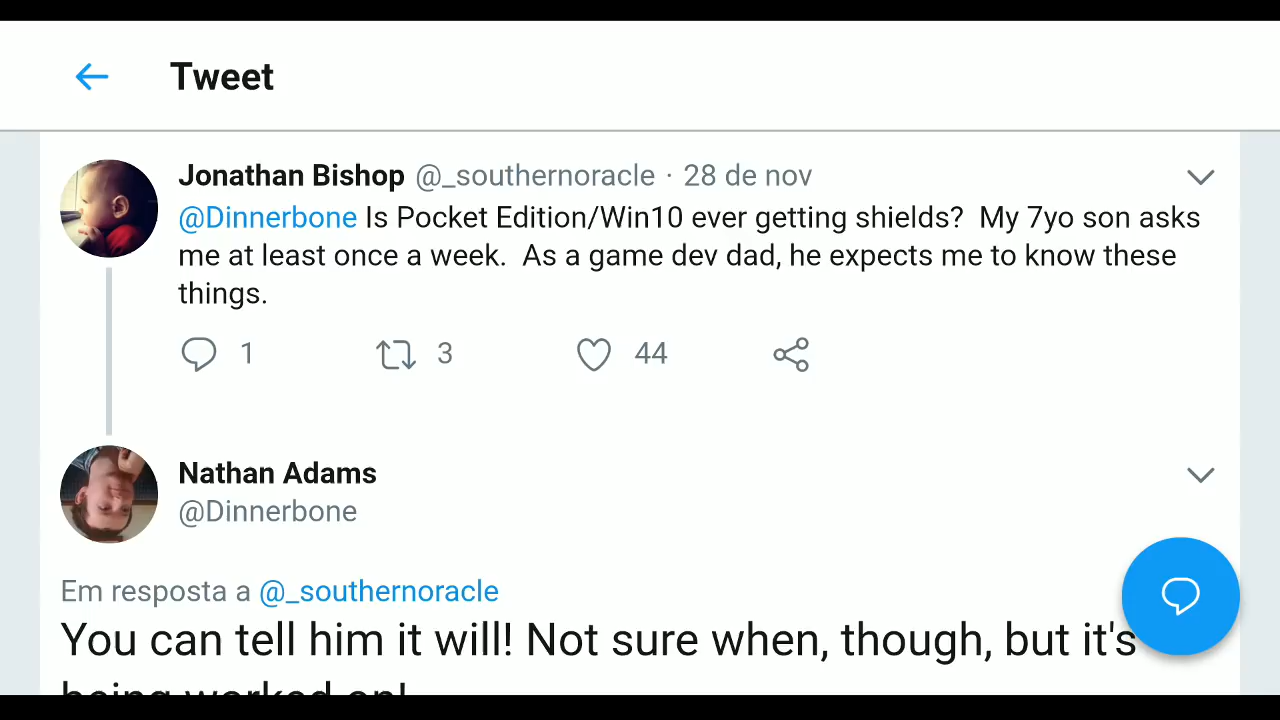 Tweet
Jonathan Bishop @_southernoracle · 28 de nov
@Dinnerbone Is Pocket Edition/Win10 ever getting shields? My 7yo son asks
me at least once a week. As a game dev dad, he expects me to know these
things.
1 3 44
Nathan Adams
@Dinnerbone
Em resposta a @_southernoracle
You can tell him it will! Not sure when, though, but it's
being worked on!